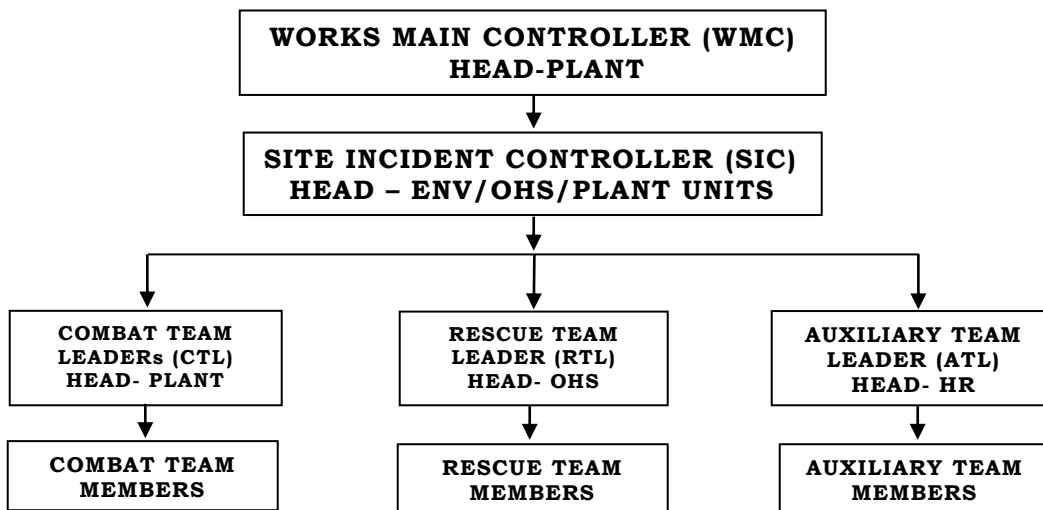 WORKS MAIN CONTROLLER (WMC)
HEAD-PLANT
SITE INCIDENT CONTROLLER (SIC)
HEAD – ENV/OHS/PLANT UNITS
COMBAT TEAM
LEADERs (CTL)
HEAD- PLANT
RESCUE TEAM
LEADER (RTL)
HEAD- OHS
AUXILIARY TEAM
LEADER (ATL)
HEAD- HR
COMBAT TEAM
MEMBERS
RESCUE TEAM
MEMBERS
AUXILIARY TEAM
MEMBERS